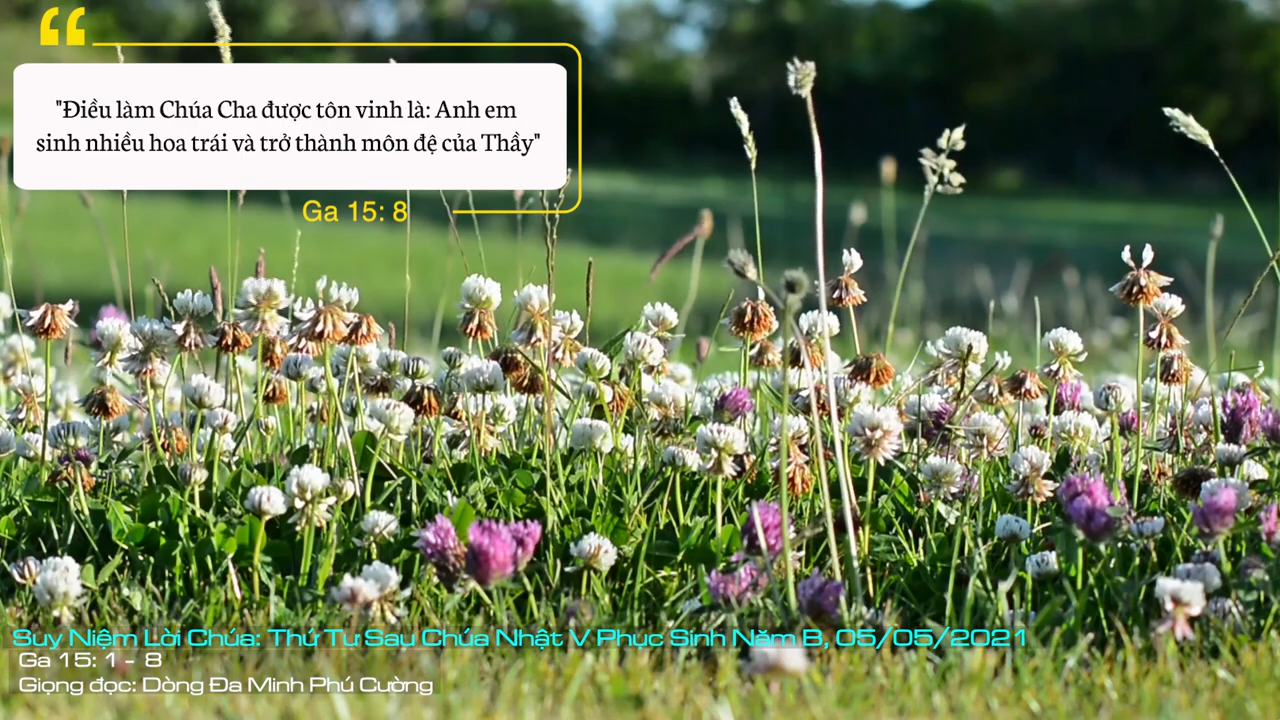 "Điều làm Chúa Cha được tôn vinh là: Anh em
sinh nhiều hoa trái và trở thành môn đệ của Thầy"
Ga 15: 8
Suy Niệm Lời Chúa: Thứ Tư Sau Chúa Nhật V Phục Sinh Năm B, 05/05/2021
Ga 15: 1 - 8
Giọng đọc: Dòng Đa Minh Phú Cường